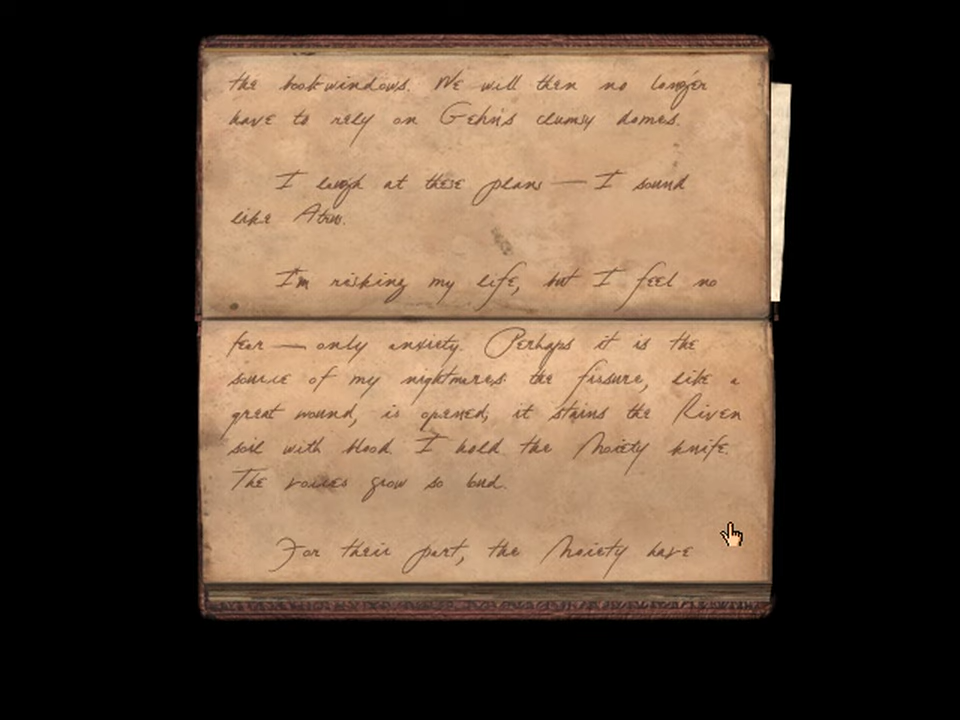 the bookwindows. We will then no longer
have to rely on Gehn's clumsy domes.
I laugh at these plans — I sound
like Atrus.
I'm risking my life, but I feel no
fear — only anxiety. Perhaps it is the
source of my nightmares: the fissure, like a
great wound, is opened; it stains the Riven
soil with blood. I hold the Moiety knife.
The voices grow so loud.
For their part, the Moiety have